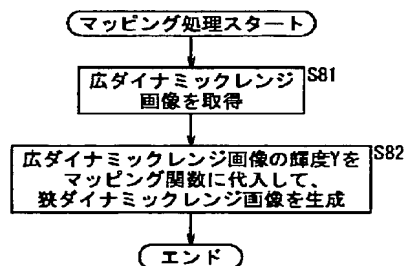 マッピング処理スタート
広ダイナミックレンジ
画像を取得
S81
広ダイナミックレンジ画像の輝度Yを
マッピング関数に代入して、
狭ダイナミックレンジ画像を生成
S82
エンド